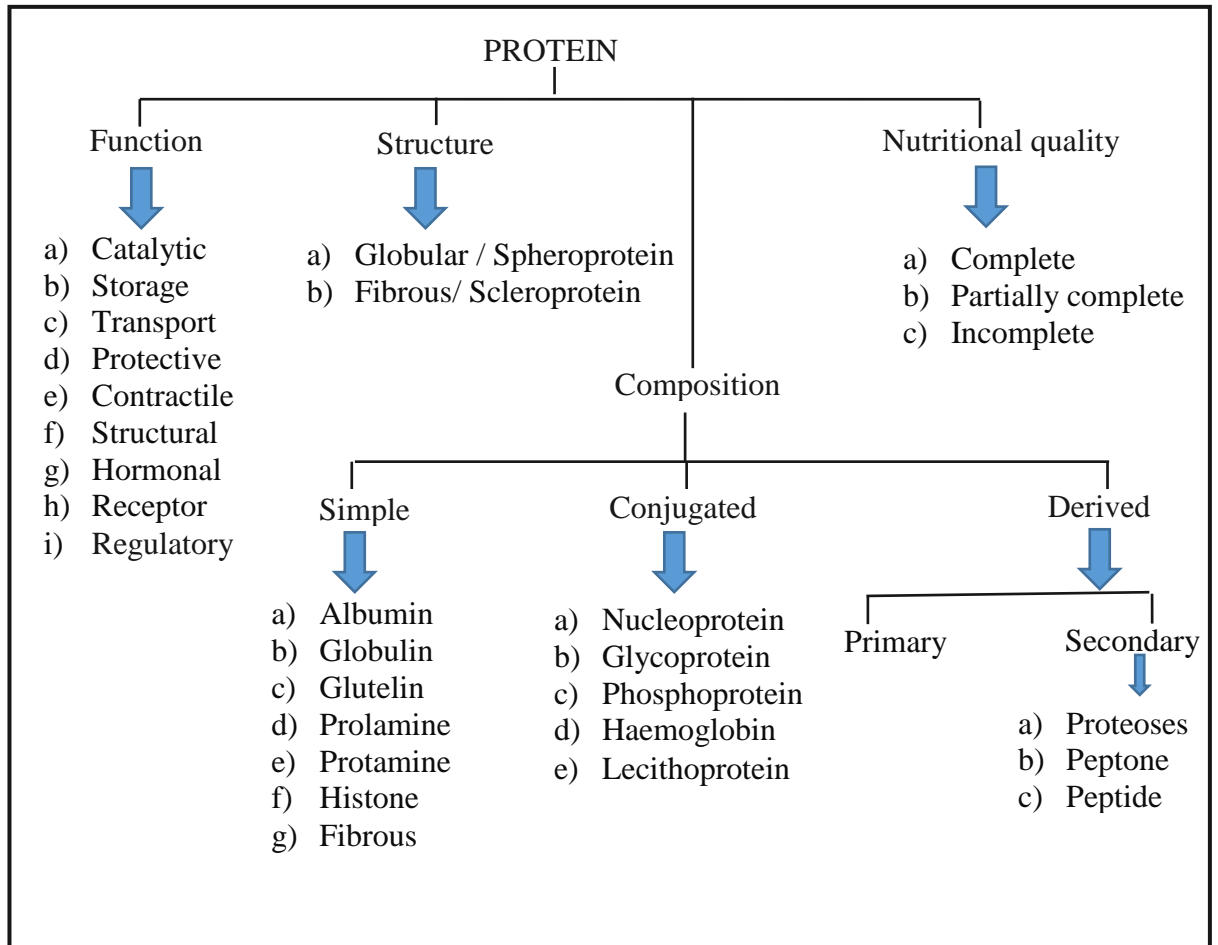 PROTEIN
Function
Structure
Nutritional quality
a) Catalytic
b) Storage
c) Transport
d) Protective
e) Contractile
f) Structural
g) Hormonal
h) Receptor
i) Regulatory
a) Globular / Spheroprotein
b) Fibrous/ Scleroprotein
a) Complete
b) Partially complete
c) Incomplete
Composition
Simple
Conjugated
Derived
a) Albumin
b) Globulin
c) Glutelin
d) Prolamine
e) Protamine
f) Histone
g) Fibrous
a) Nucleoprotein
b) Glycoprotein
c) Phosphoprotein
d) Haemoglobin
e) Lecithoprotein
Primary
Secondary
a) Proteoses
b) Peptone
c) Peptide